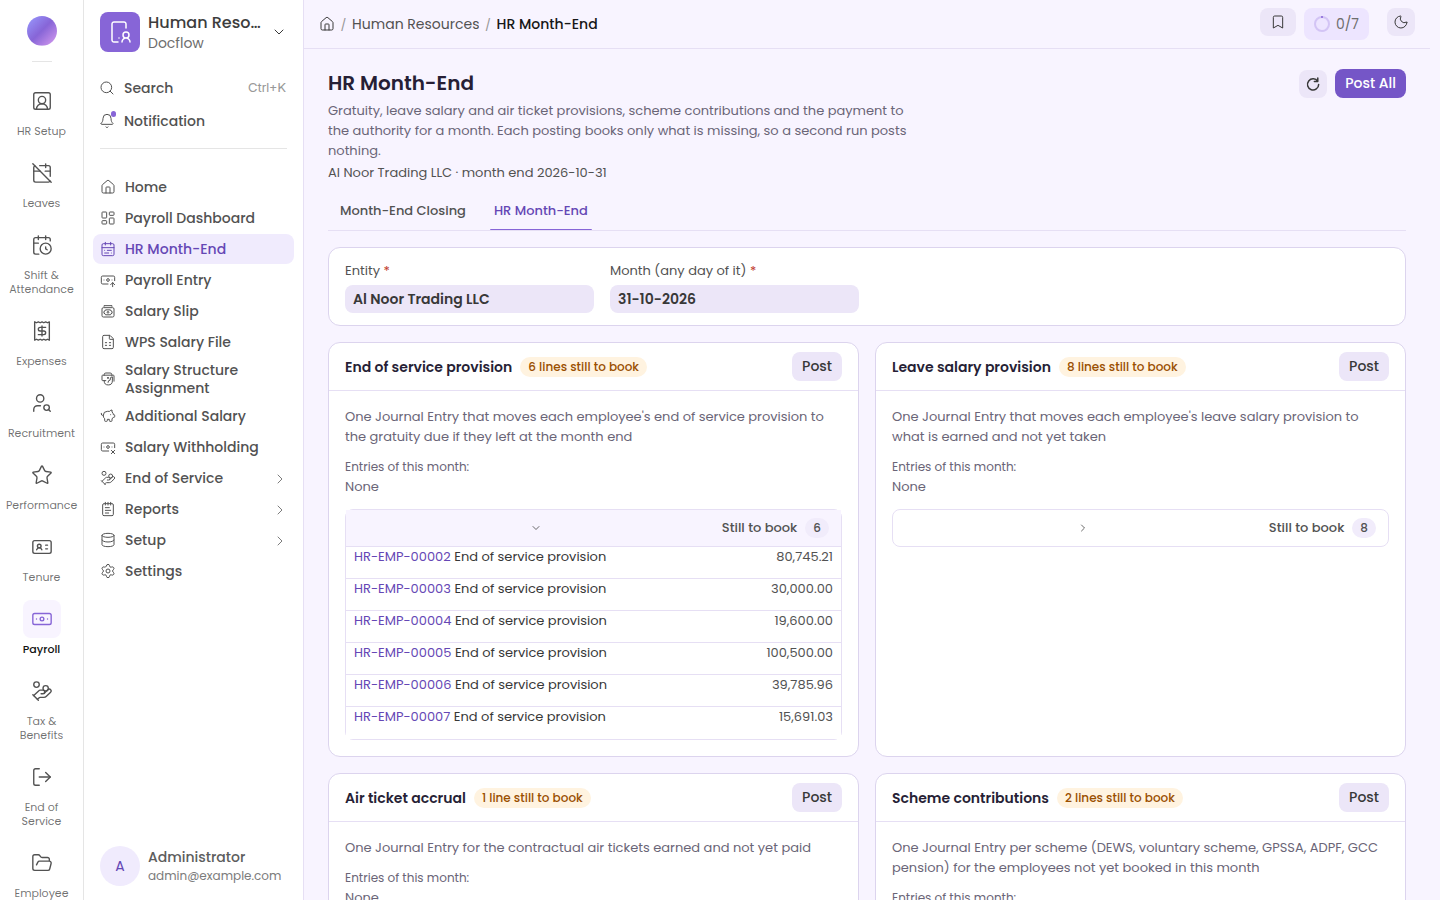 HR Setup
Leaves
Shift &
Attendance
Expenses
Recruitment
Performance
Tenure
Payroll
Tax &
Benefits
End of
Service
Employee
Human Reso...
Docflow
Search Ctrl+K
Notification
Home
Payroll Dashboard
HR Month-End
Payroll Entry
Salary Slip
WPS Salary File
Salary Structure
Assignment
Additional Salary
Salary Withholding
End of Service
Reports
Setup
Settings
A
Administrator
admin@example.com
/ Human Resources / HR Month-End
0/7
HR Month-End
Post All
Gratuity, leave salary and air ticket provisions, scheme contributions and the payment to
the authority for a month. Each posting books only what is missing, so a second run posts
nothing.
Al Noor Trading LLC · month end 2026-10-31
Month-End Closing HR Month-End
Entity * Month (any day of it) *
Al Noor Trading LLC 31-10-2026
End of service provision 6 lines still to book Post
One Journal Entry that moves each employee's end of service provision to
the gratuity due if they left at the month end
Entries of this month:
None
Still to book 6
HR-EMP-00002 End of service provision 80,745.21
HR-EMP-00003 End of service provision 30,000.00
HR-EMP-00004 End of service provision 19,600.00
HR-EMP-00005 End of service provision 100,500.00
HR-EMP-00006 End of service provision 39,785.96
HR-EMP-00007 End of service provision 15,691.03
Leave salary provision 8 lines still to book Post
One Journal Entry that moves each employee's leave salary provision to
what is earned and not yet taken
Entries of this month:
None
Still to book 8
Air ticket accrual 1 line still to book Post
One Journal Entry for the contractual air tickets earned and not yet paid
Entries of this month:
None
Scheme contributions 2 lines still to book Post
One Journal Entry per scheme (DEWS, voluntary scheme, GPSSA, ADPF, GCC
pension) for the employees not yet booked in this month
Entries of this month: